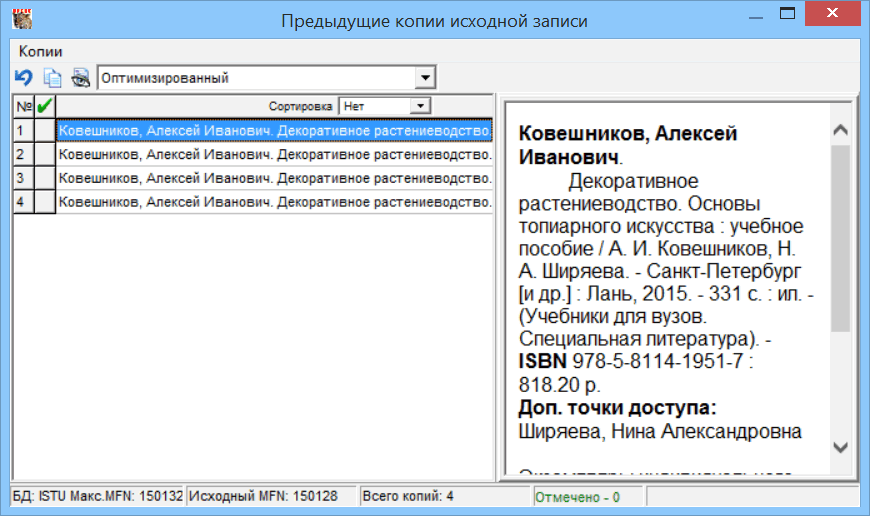 Предыдущие копии исходной записи
Копии
Оптимизированный
№ Сортировка Нет
1 Ковешников, Алексей Иванович. Декоративное растениеводство.
2 Ковешников, Алексей Иванович. Декоративное растениеводство.
3 Ковешников, Алексей Иванович. Декоративное растениеводство.
4 Ковешников, Алексей Иванович. Декоративное растениеводство.
Ковешников, Алексей
Иванович.
Декоративное
растениеводство. Основы
топиарного искусства : учебное
пособие / А. И. Ковешников, Н.
А. Ширяева. - Санкт-Петербург
[и др.] : Лань, 2015. - 331 с. : ил. -
(Учебники для вузов.
Специальная литература). -
ISBN 978-5-8114-1951-7 :
818.20 р.
Доп. точки доступа:
Ширяева, Нина Александровна
БД: ISTU Макс.MFN: 150132 Исходный MFN: 150128 Всего копий: 4 Отмечено - 0